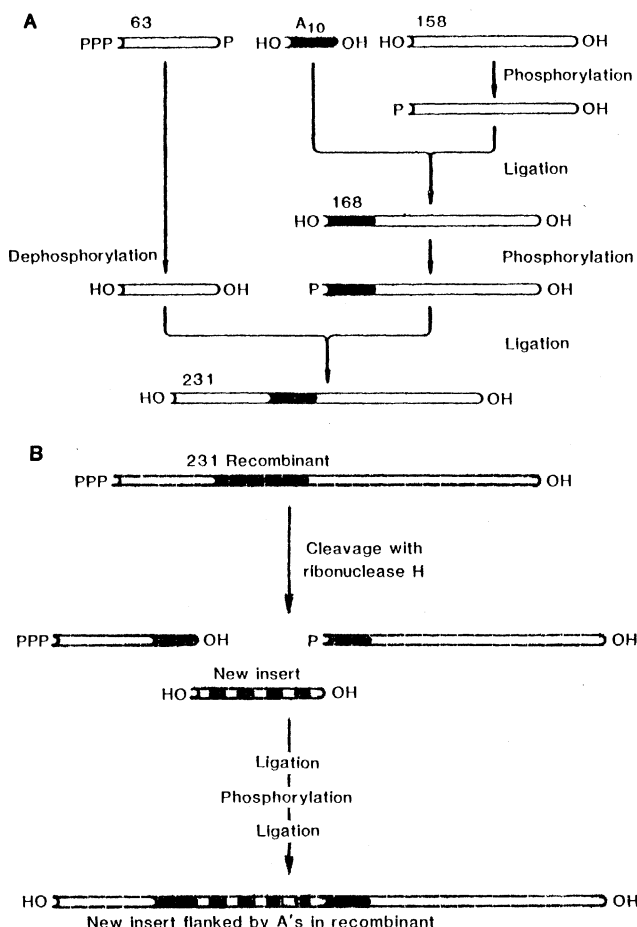 A
63
A10
158
PPP P HO OH HO OH
Phosphorylation
P OH
Ligation
168
HO OH
Dephosphorylation
Phosphorylation
HO OH P OH
Ligation
231
HO OH
B
231 Recombinant
PPP OH
Cleavage with
ribonuclease H
PPP OH P OH
New insert
HO OH
Ligation
Phosphorylation
Ligation
HO OH
New insert flanked by A's in recombinant